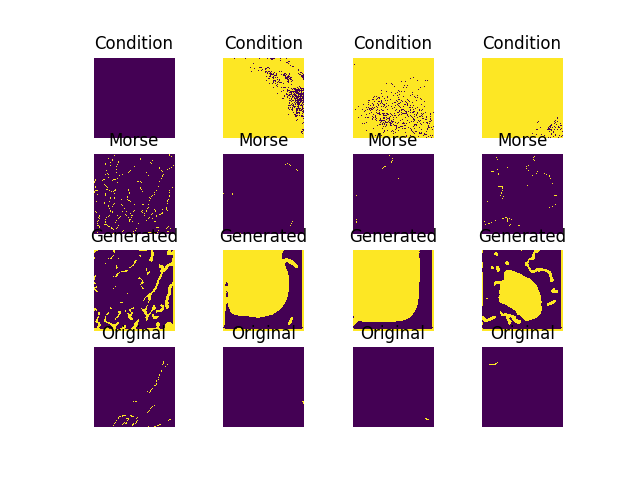 Condition Condition Condition Condition
Morse Morse Morse Morse
Generated Generated Generated Generated
Original Original Original Original